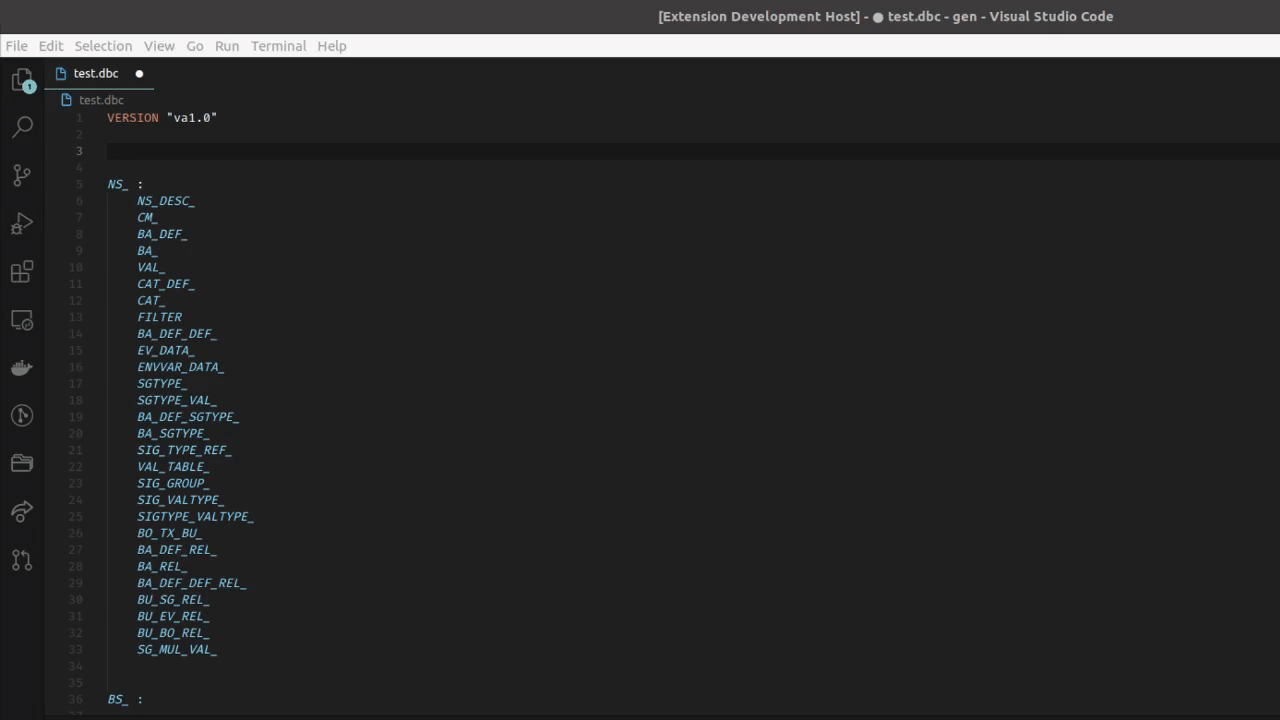 [Extension Development Host] - ● test.dbc - gen - Visual Studio Code
File Edit Selection View Go Run Terminal Help
1
test.dbc ●
test.dbc
1 VERSION "va1.0"
2
3
4
5 NS_ :
6 NS_DESC_
7 CM_
8 BA_DEF_
9 BA_
10 VAL_
11 CAT_DEF_
12 CAT_
13 FILTER
14 BA_DEF_DEF_
15 EV_DATA_
16 ENVVAR_DATA_
17 SGTYPE_
18 SGTYPE_VAL_
19 BA_DEF_SGTYPE_
20 BA_SGTYPE_
21 SIG_TYPE_REF_
22 VAL_TABLE_
23 SIG_GROUP_
24 SIG_VALTYPE_
25 SIGTYPE_VALTYPE_
26 BO_TX_BU_
27 BA_DEF_REL_
28 BA_REL_
29 BA_DEF_DEF_REL_
30 BU_SG_REL_
31 BU_EV_REL_
32 BU_BO_REL_
33 SG_MUL_VAL_
34
35
36 BS_ :